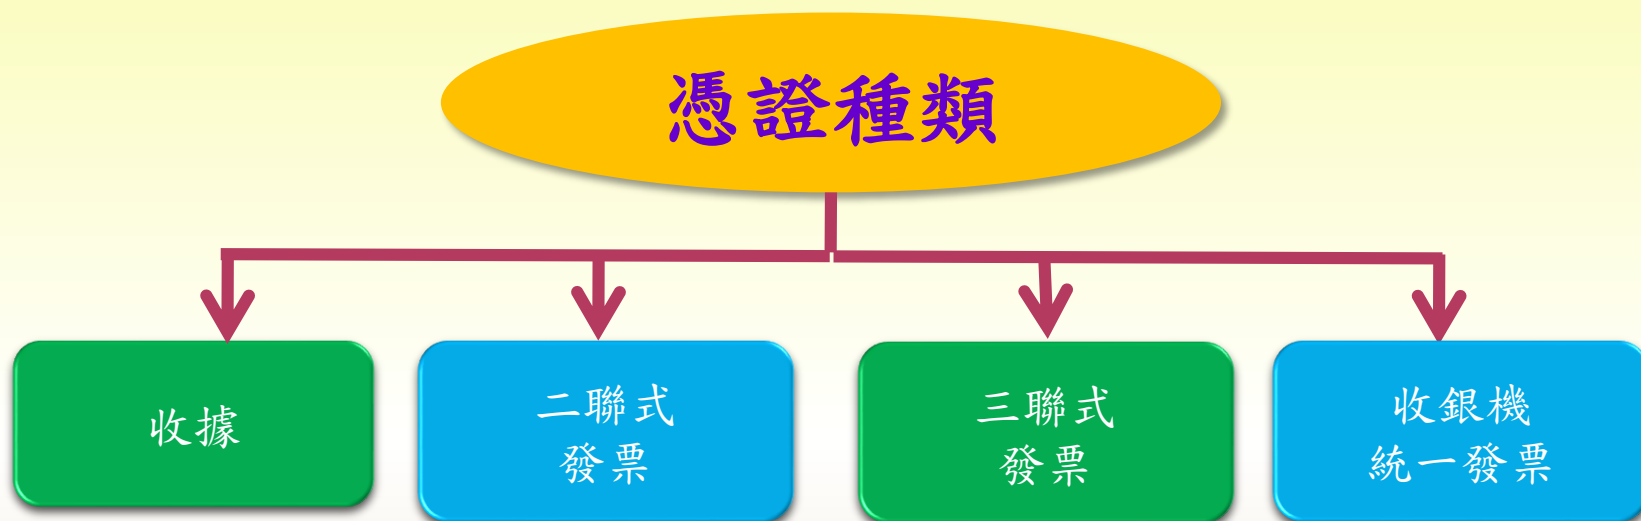 憑證種類
收據
二聯式
發票
三聯式
發票
收銀機
統一發票